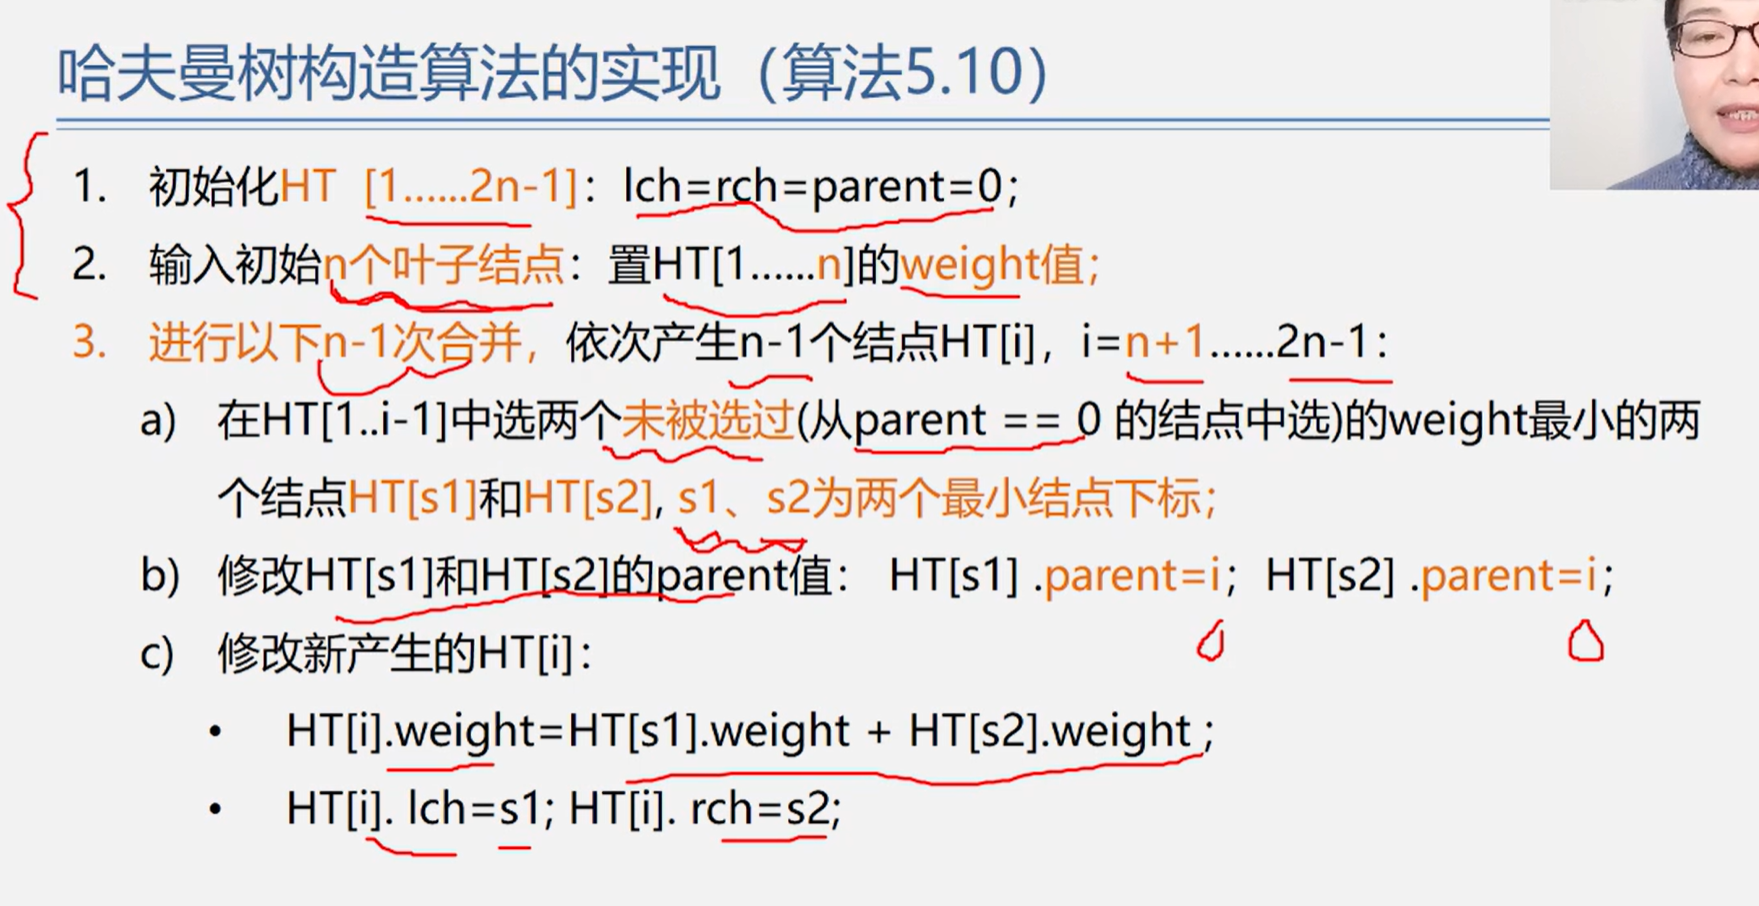 哈夫曼树构造算法的实现（算法5.10）
1. 初始化HT [1……2n-1]：lch=rch=parent=0；
2. 输入初始n个叶子结点：置HT[1……n]的weight值；
3. 进行以下n-1次合并，依次产生n-1个结点HT[i]，i=n+1……2n-1：
a) 在HT[1..i-1]中选两个未被选过(从parent == 0 的结点中选)的weight最小的两
个结点HT[s1]和HT[s2], s1、s2为两个最小结点下标；
b) 修改HT[s1]和HT[s2]的parent值： HT[s1] .parent=i；HT[s2] .parent=i；
c) 修改新产生的HT[i]：
• HT[i].weight=HT[s1].weight + HT[s2].weight ;
• HT[i]. lch=s1; HT[i]. rch=s2;